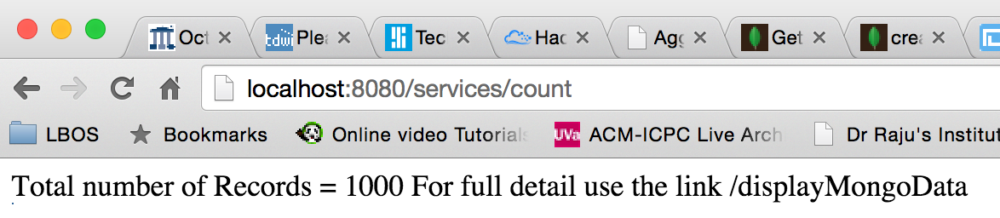 Oct Plea Tec Hac Agg Get crea
localhost:8080/services/count
LBOS Bookmarks Online video Tutorials UVa ACM-ICPC Live Arch Dr Raju's Institut
Total number of Records = 1000 For full detail use the link /displayMongoData